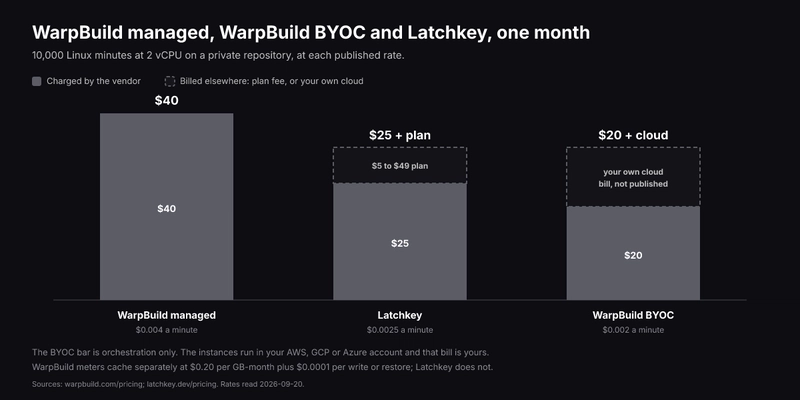 WarpBuild managed, WarpBuild BYOC and Latchkey, one month
10,000 Linux minutes at 2 vCPU on a private repository, at each published rate.
Charged by the vendor
Billed elsewhere: plan fee, or your own cloud
$40
$25 + plan
$20 + cloud
$5 to $49 plan
your own cloud
bill, not published
$40
$25
$20
WarpBuild managed
Latchkey
WarpBuild BYOC
$0.004 a minute
$0.0025 a minute
$0.002 a minute
The BYOC bar is orchestration only. The instances run in your AWS, GCP or Azure account and that bill is yours.
WarpBuild meters cache separately at $0.20 per GB-month plus $0.0001 per write or restore; Latchkey does not.
Sources: warpbuild.com/pricing; latchkey.dev/pricing. Rates read 2026-09-20.